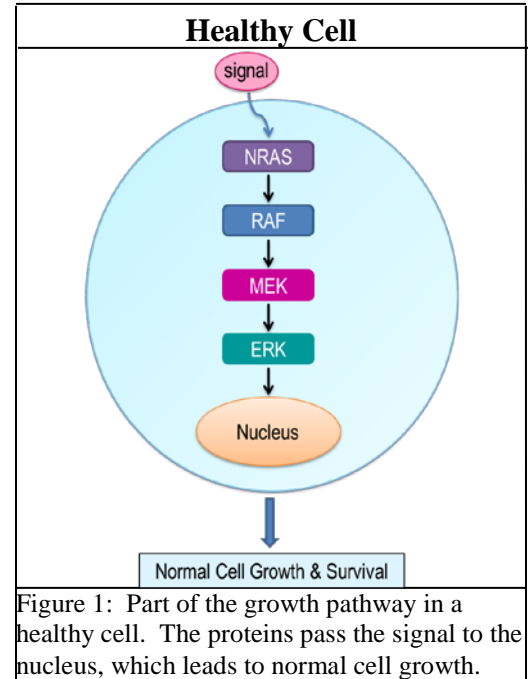 Healthy Cell
signal
NRAS
RAF
MEK
ERK
Nucleus
Normal Cell Growth & Survival
Figure 1:  Part of the growth pathway in a
healthy cell.  The proteins pass the signal to the
nucleus, which leads to normal cell growth.